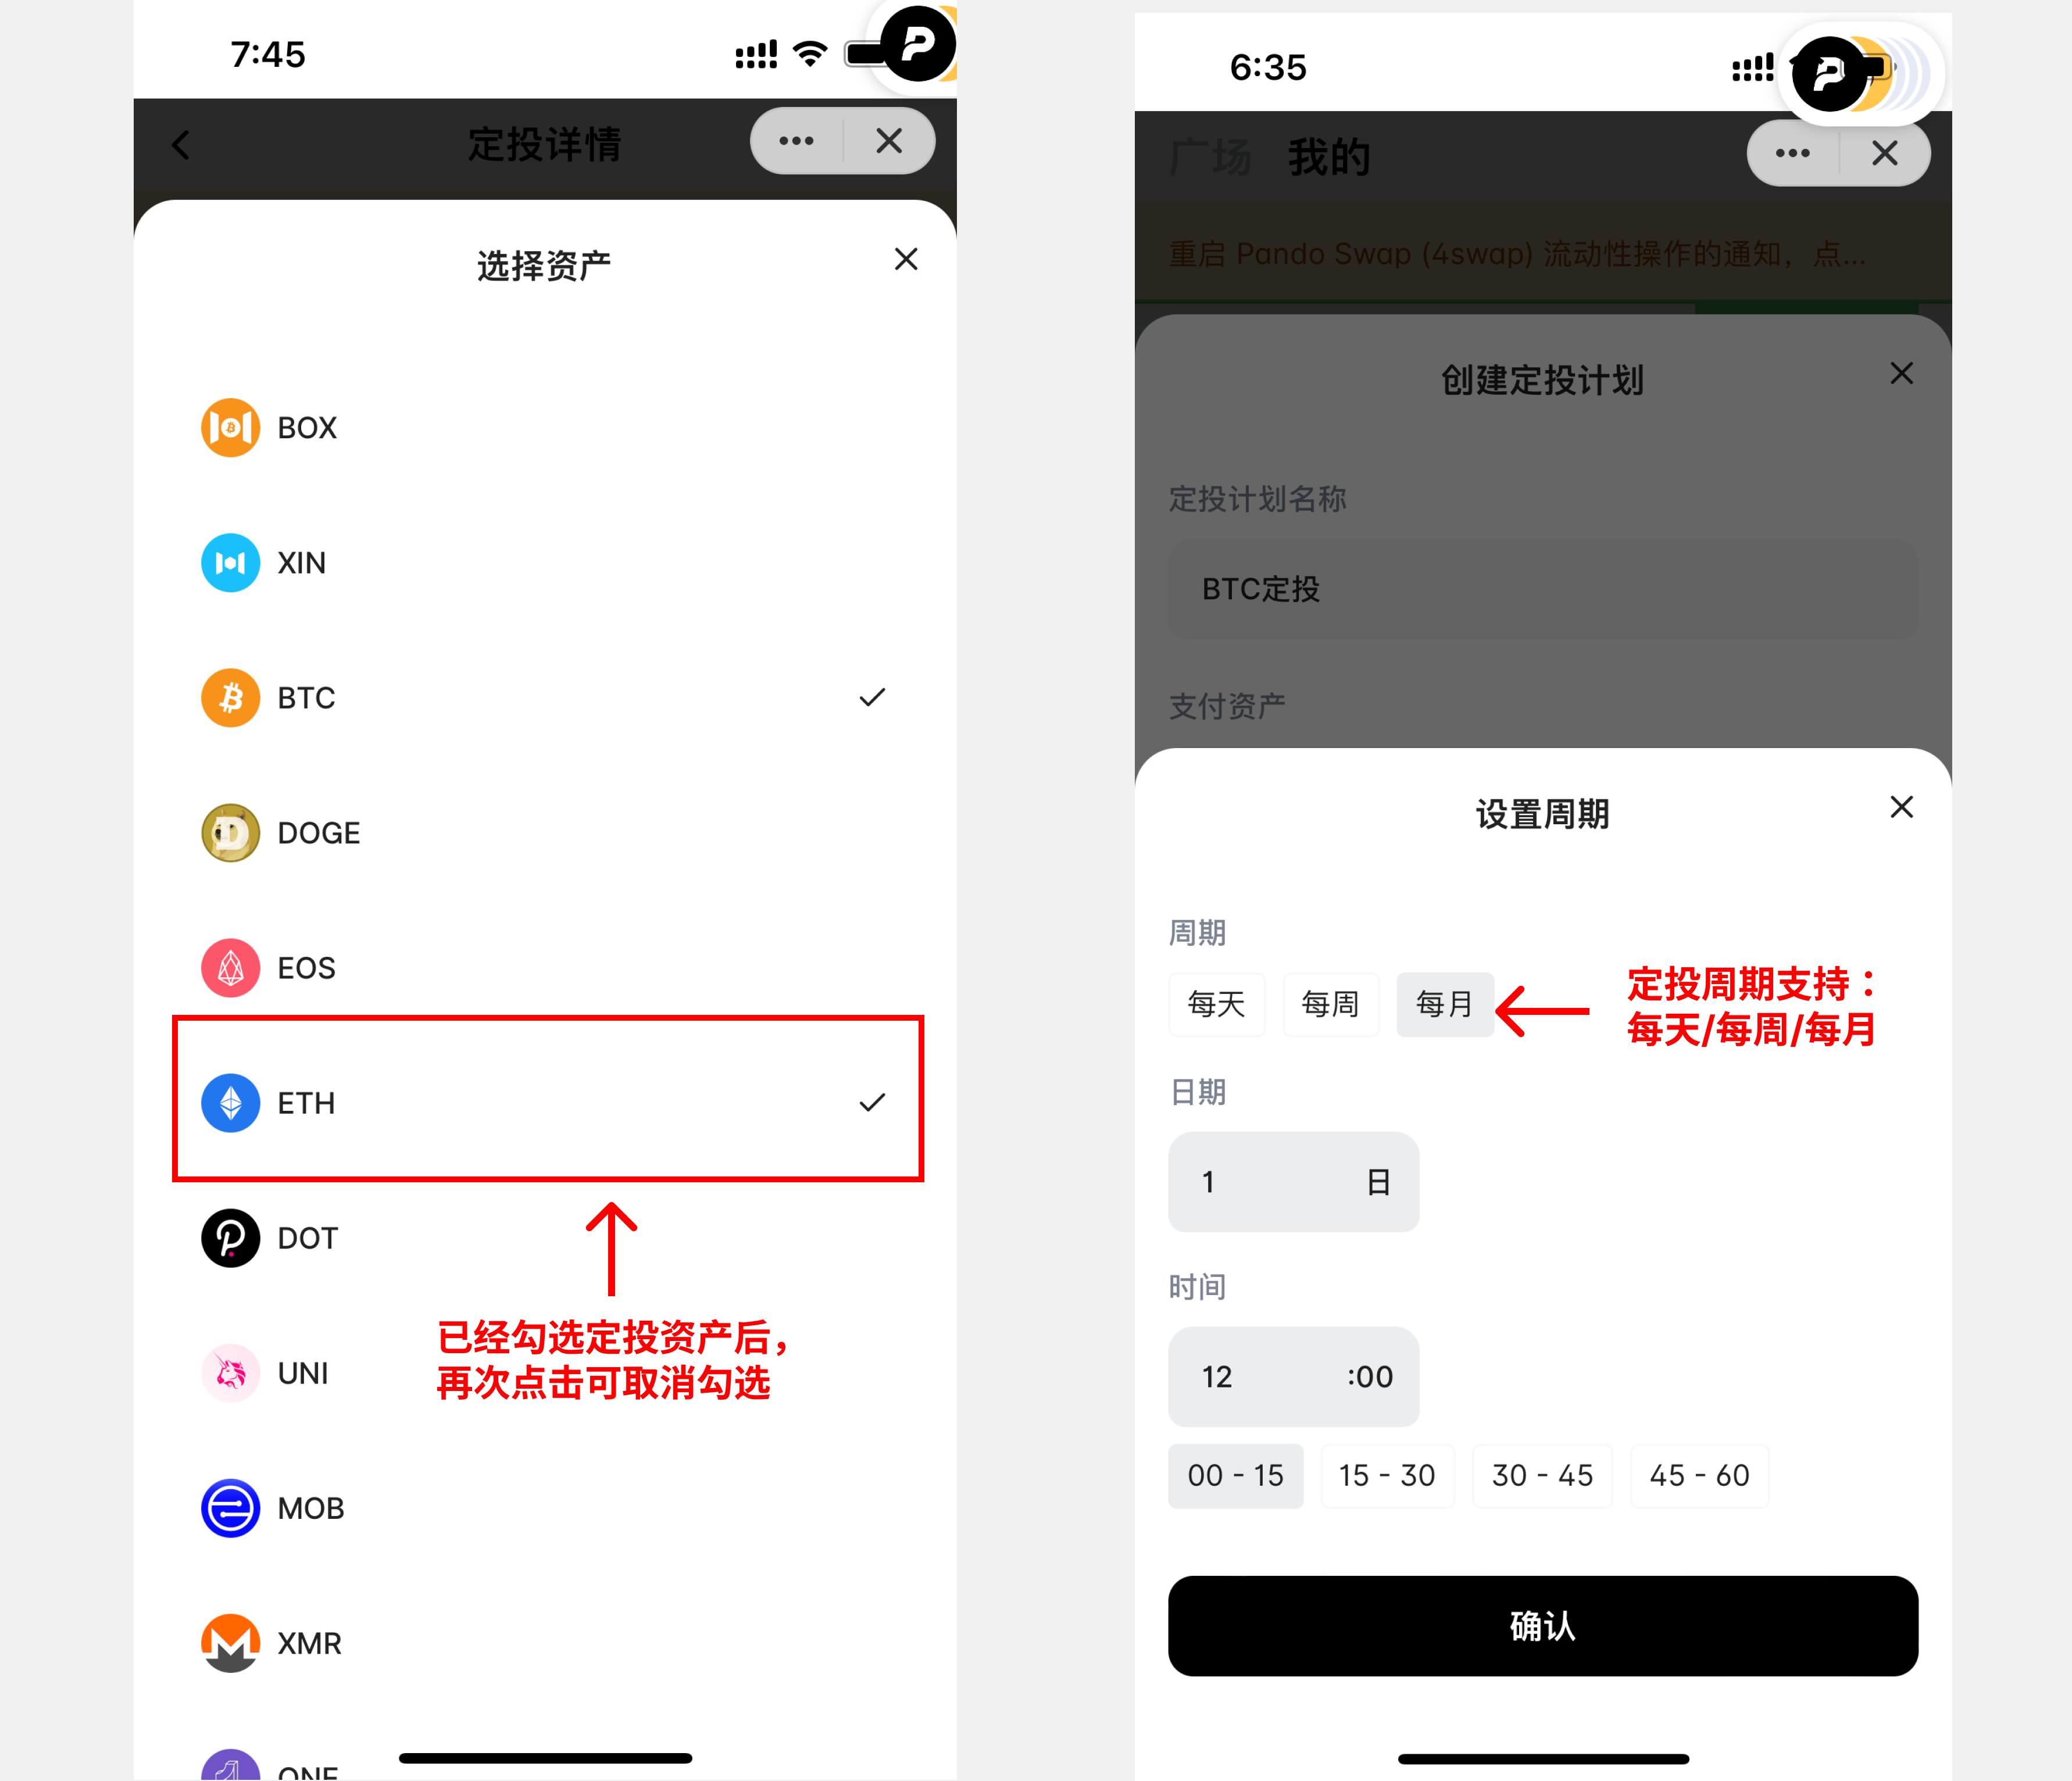 7:45
定投详情
选择资产
BOX
XIN
BTC
DOGE
EOS
ETH
DOT
已经勾选定投资产后，
再次点击可取消勾选
UNI
MOB
XMR
ONE
6:35
广场 我的
重启 Pando Swap (4swap) 流动性操作的通知，点...
创建定投计划
定投计划名称
BTC定投
支付资产
设置周期
周期
每天 每周 每月
定投周期支持：
每天/每周/每月
日期
1 日
时间
12 :00
00 - 15 15 - 30 30 - 45 45 - 60
确认